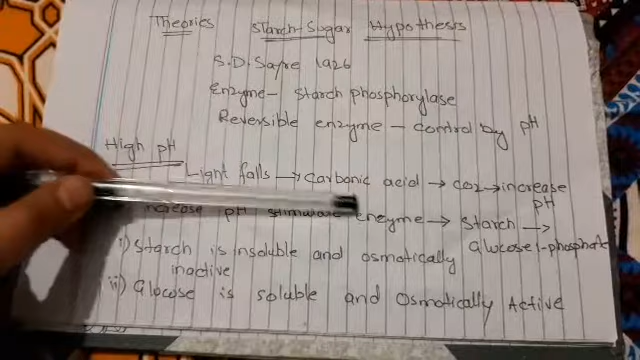 Theories Starch-Sugar Hypothesis
S.D. Sayre 1926
Enzyme- Starch phosphorylase
Reversible enzyme - control by pH
High pH
Light falls → Carbonic acid → CO2 → increase pH
increase pH stimulate enzyme → Starch → Glucose 1-phosphate
i) Starch is insoluble and osmotically
inactive
ii) Glucose is soluble and Osmotically Active